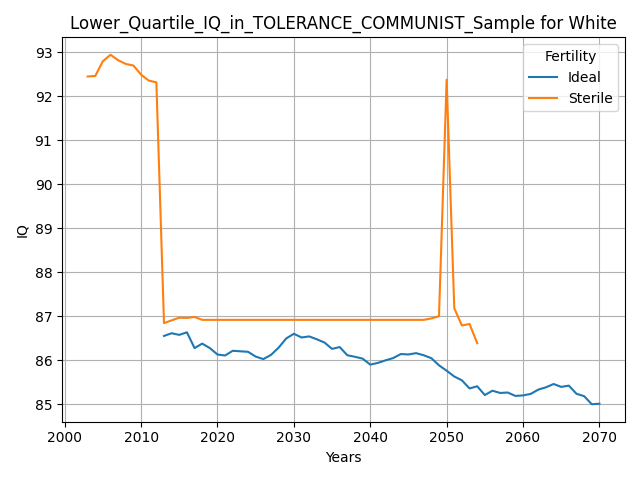 Lower_Quartile_IQ_in_TOLERANCE_COMMUNIST_Sample for White
Fertility
Ideal
Sterile
IQ
93
92
91
90
89
88
87
86
85
2000 2010 2020 2030 2040 2050 2060 2070
Years